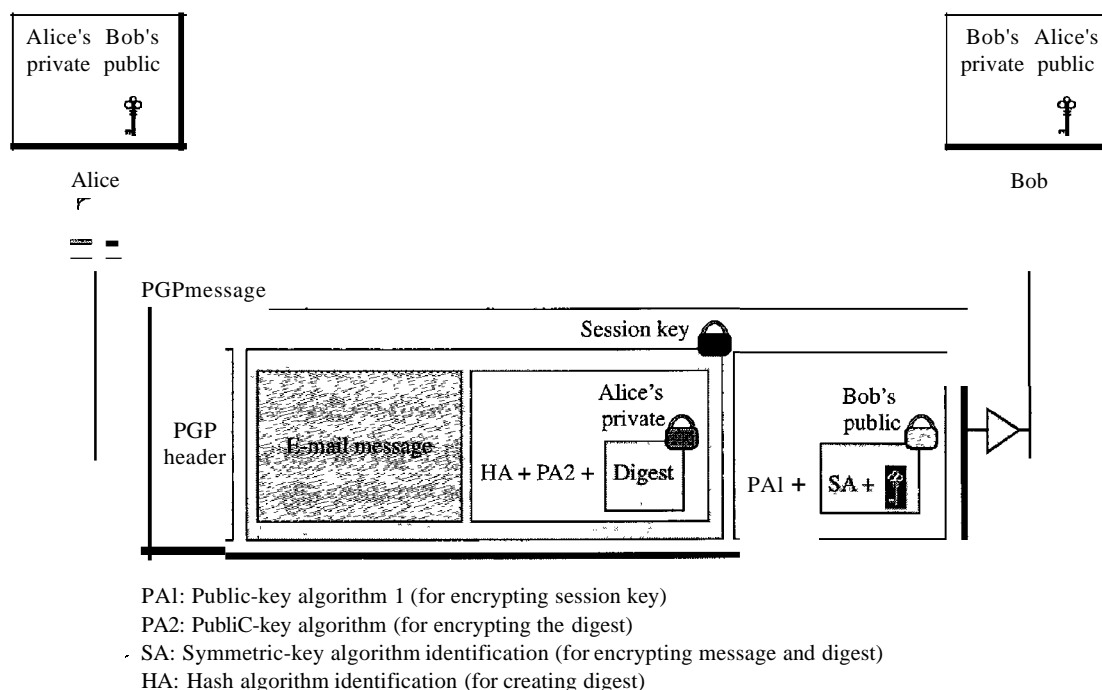 Alice's Bob's
private public
Bob's Alice's
private public
Alice
Bob
PGPmessage
Session key
Alice's
private
Bob's
public
PGP
header
E-mail message
HA + PA2 +
Digest
PA1 +
SA +
PA1: Public-key algorithm 1 (for encrypting session key)
PA2: PubliC-key algorithm (for encrypting the digest)
SA: Symmetric-key algorithm identification (for encrypting message and digest)
HA: Hash algorithm identification (for creating digest)